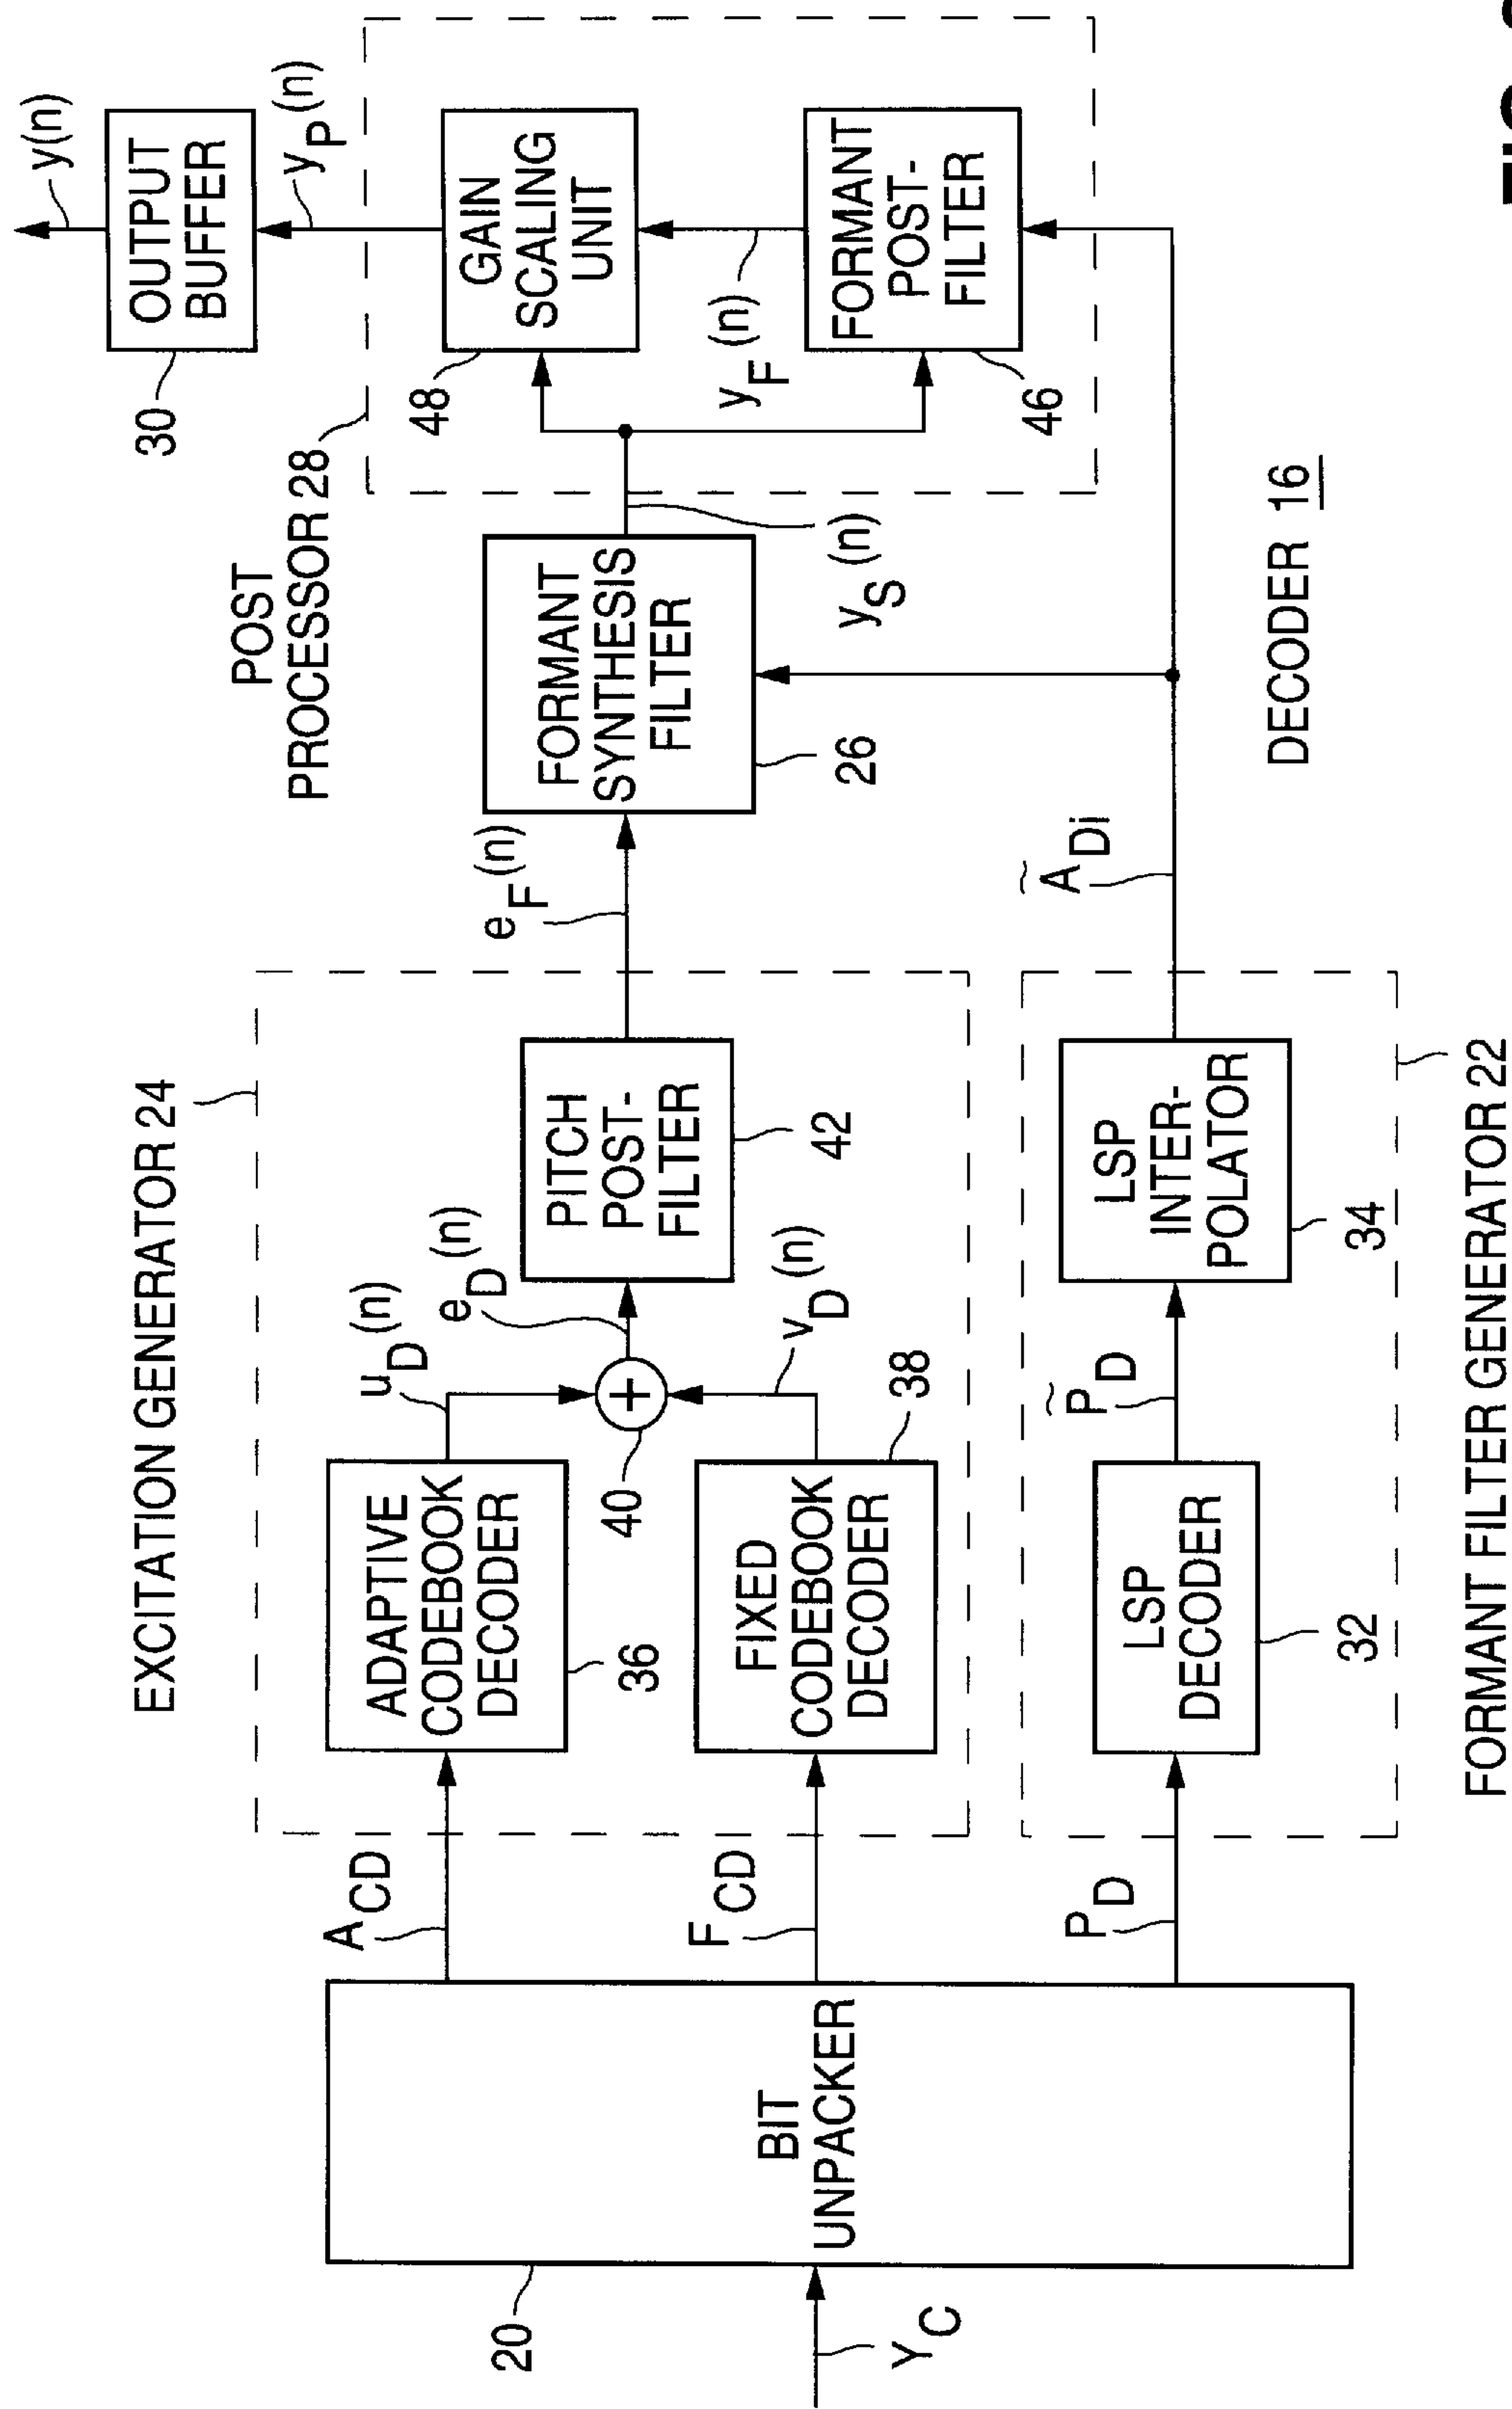 EXCITATION GENERATOR 24
A_CD
ADAPTIVE
CODEBOOK
DECODER
36
u_D(n)
e_D(n)
40
+
PITCH
POST-
FILTER
42
v_D(n)
F_CD
FIXED
CODEBOOK
DECODER
38
20
BIT
UNPACKER
Y_C
P_D
LSP
DECODER
32
P̃_D
LSP
INTER-
POLATOR
34
FORMANT FILTER GENERATOR 22
Ã_Di
e_F(n)
FORMANT
SYNTHESIS
FILTER
26
y_S(n)
POST
PROCESSOR 28
48
GAIN
SCALING
UNIT
y_F(n)
FORMANT
POST-
FILTER
46
y_P(n)
30
OUTPUT
BUFFER
y(n)
DECODER 16